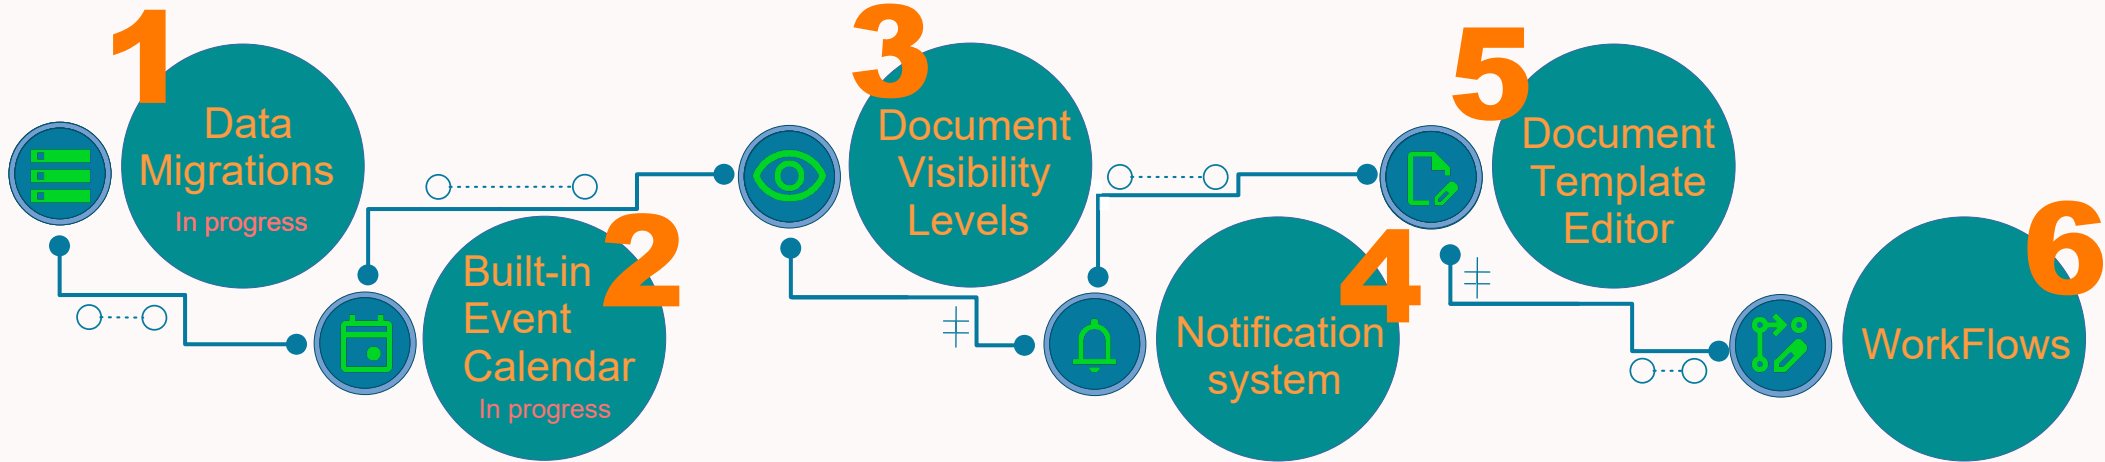 1
Data
Migrations
In progress
2
Built-in
Event
Calendar
In progress
3
Document
Visibility
Levels
4
Notification
system
5
Document
Template
Editor
6
WorkFlows